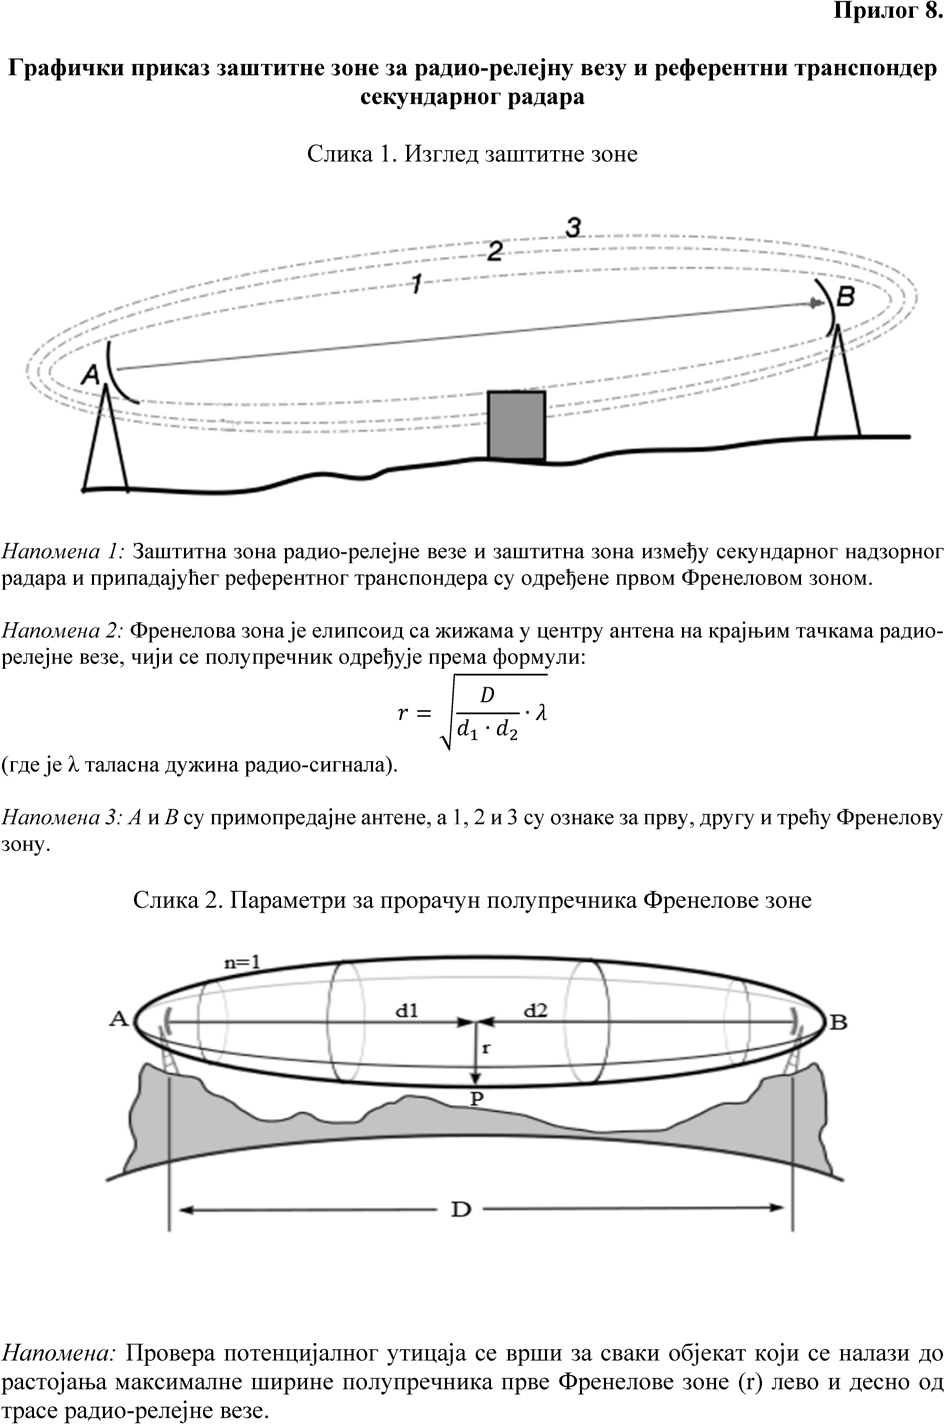 Прилог 8.
Графички приказ заштитне зоне за радио-релејну везу и референтни транспондер
секундарног радара
Слика 1. Изглед заштитне зоне
3
2
1
B
A
Напомена 1: Заштитна зона радио-релејне везе и заштитна зона између секундарног надзорног
радара и припадајућег референтног транспондера су одређене првом Френеловом зоном.
Напомена 2: Френелова зона је елипсоид са жижама у центру антена на крајњим тачкама радио-
релејне везе, чији се полупречник одређује према формули:
r = √(D / (d₁ · d₂) · λ)
(где је λ таласна дужина радио-сигнала).
Напомена 3: А и В су примопредајне антене, а 1, 2 и 3 су ознаке за прву, другу и трећу Френелову
зону.
Слика 2. Параметри за прорачун полупречника Френелове зоне
n=1
A
d1
d2
B
r
P
D
Напомена: Провера потенцијалног утицаја се врши за сваки објекат који се налази до
растојања максималне ширине полупречника прве Френелове зоне (r) лево и десно од
трасе радио-релејне везе.